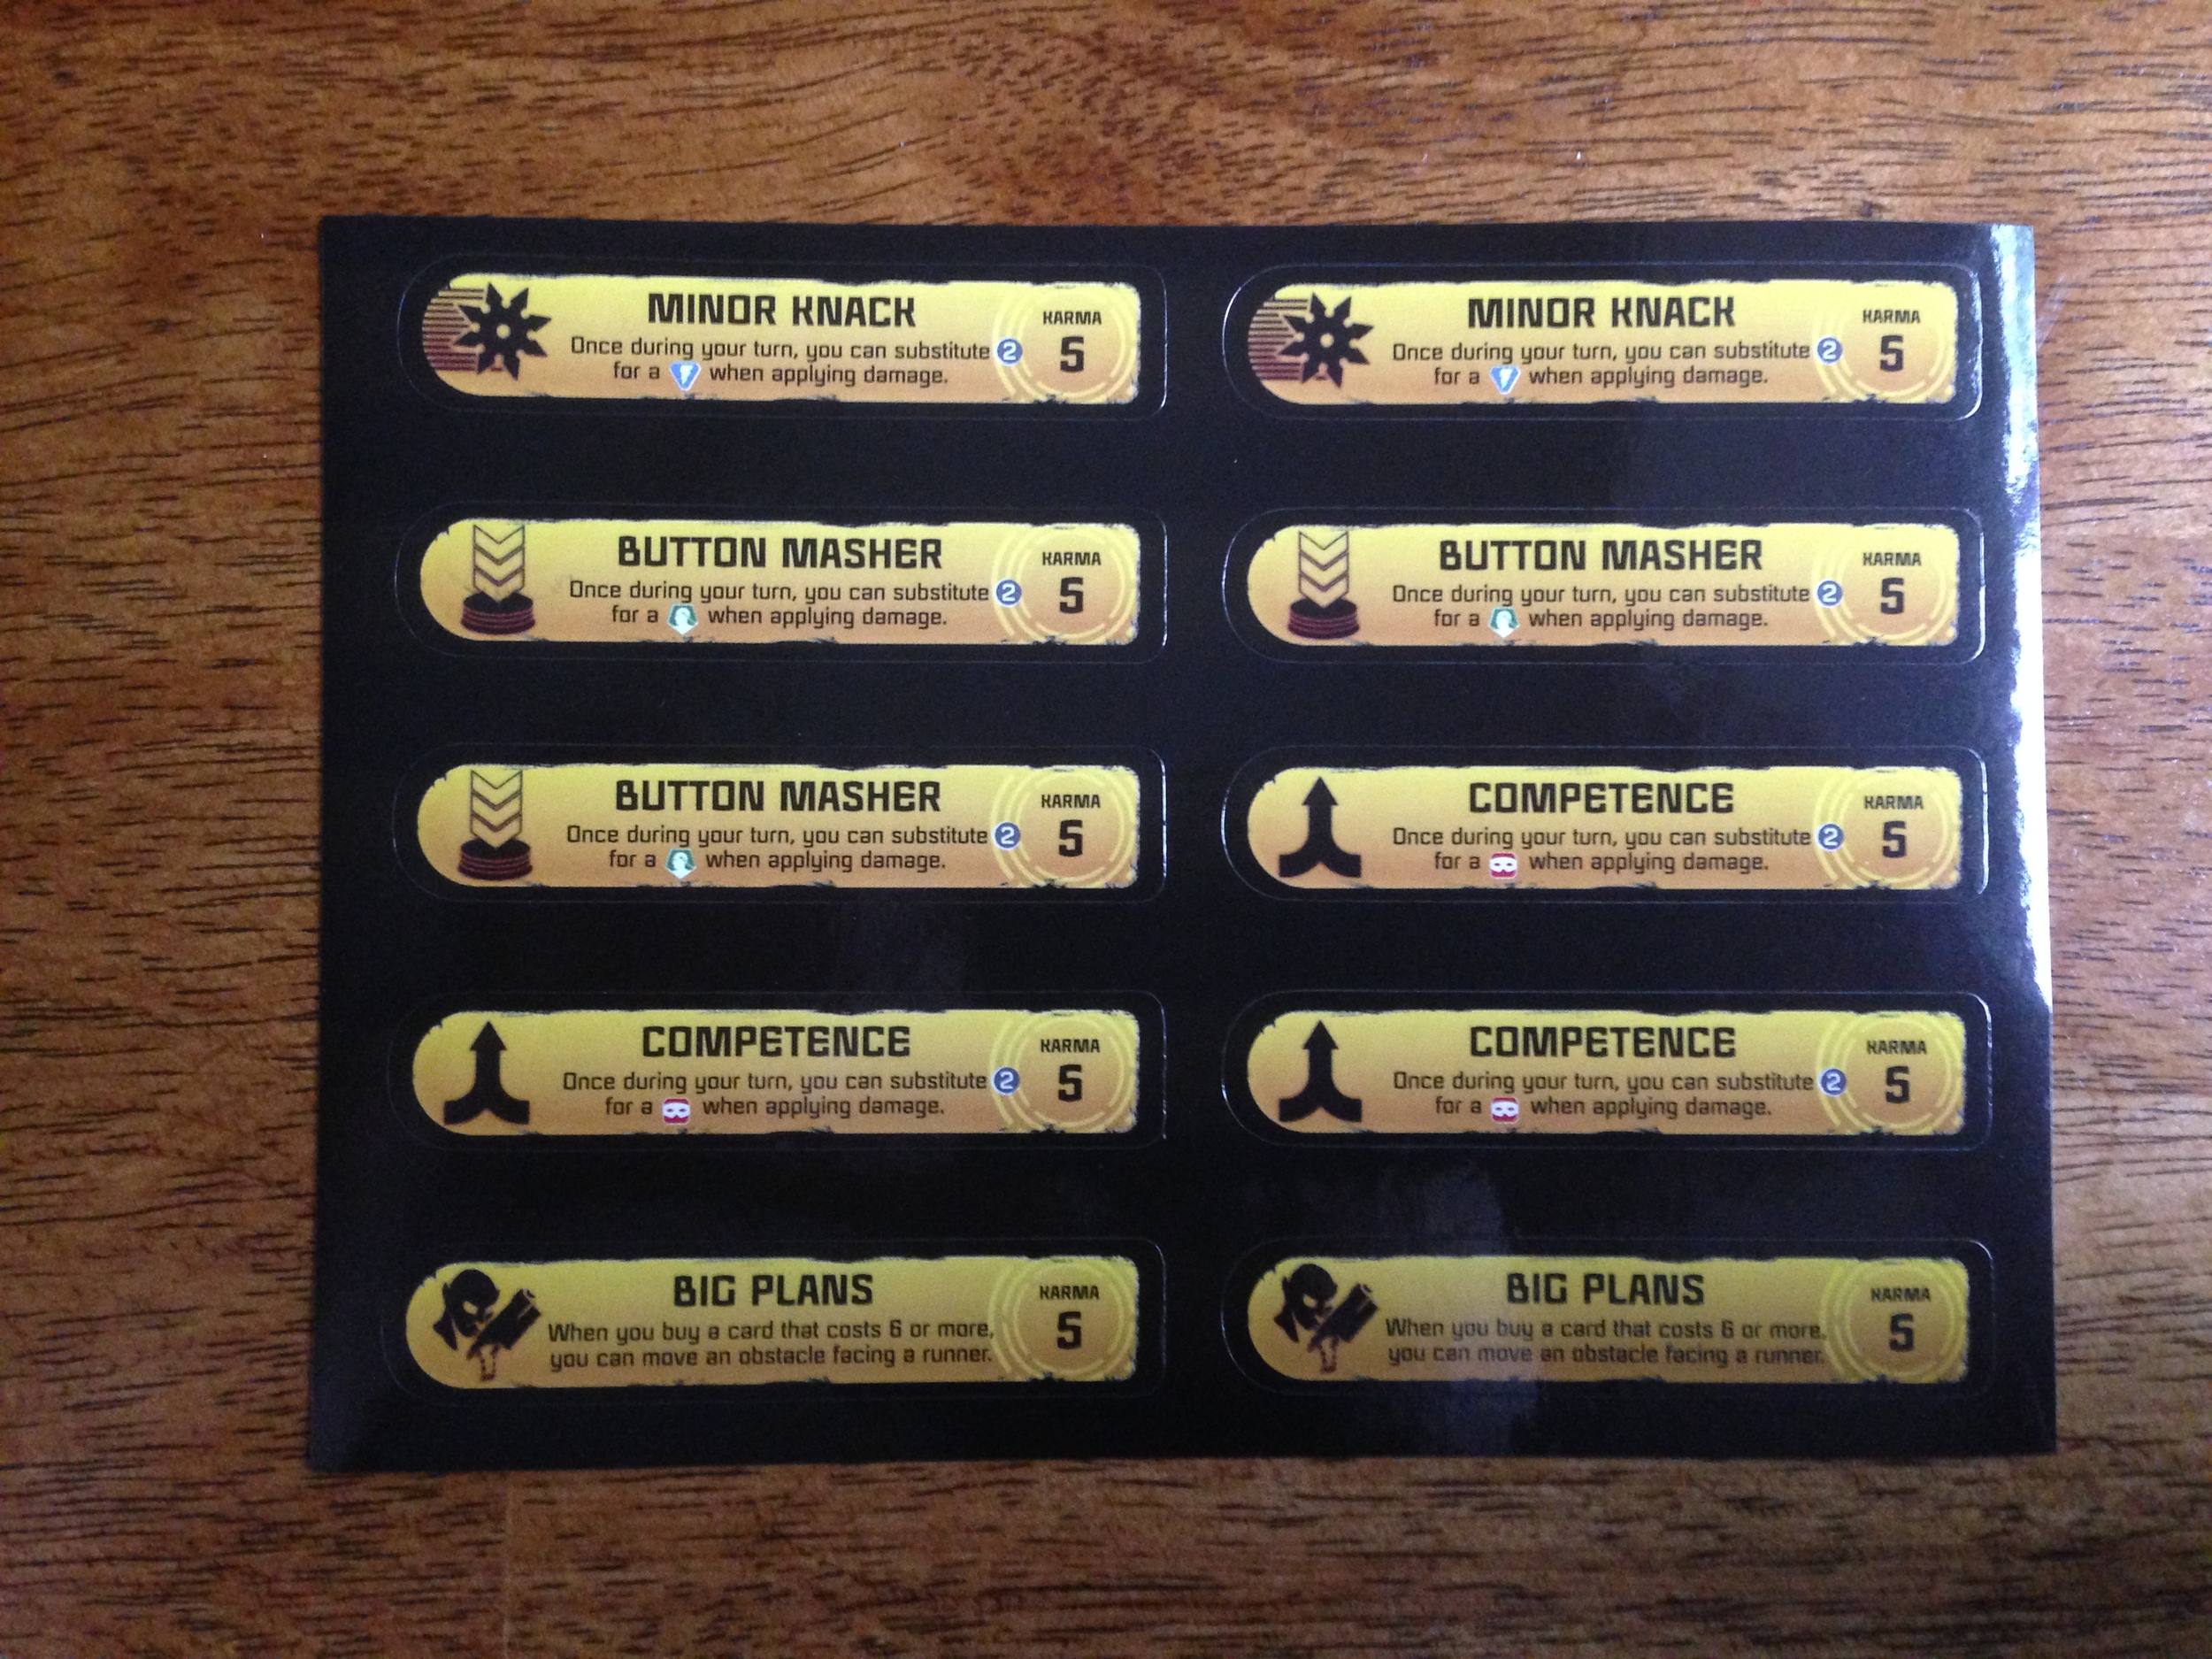 MINOR KNACK
Once during your turn, you can substitute 2
for a when applying damage.
KARMA
5
MINOR KNACK
Once during your turn, you can substitute 2
for a when applying damage.
KARMA
5
BUTTON MASHER
Once during your turn, you can substitute 2
for a when applying damage.
KARMA
5
BUTTON MASHER
Once during your turn, you can substitute 2
for a when applying damage.
KARMA
5
BUTTON MASHER
Once during your turn, you can substitute 2
for a when applying damage.
KARMA
5
COMPETENCE
Once during your turn, you can substitute 2
for a when applying damage.
KARMA
5
COMPETENCE
Once during your turn, you can substitute 2
for a when applying damage.
KARMA
5
COMPETENCE
Once during your turn, you can substitute 2
for a when applying damage.
KARMA
5
BIG PLANS
When you buy a card that costs 6 or more,
you can move an obstacle facing a runner.
KARMA
5
BIG PLANS
When you buy a card that costs 6 or more,
you can move an obstacle facing a runner.
KARMA
5